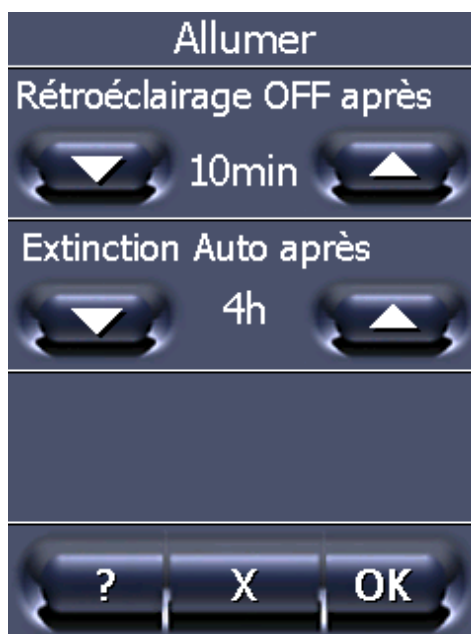 Allumer
Rétroéclairage OFF après
10min
Extinction Auto après
4h
? X OK